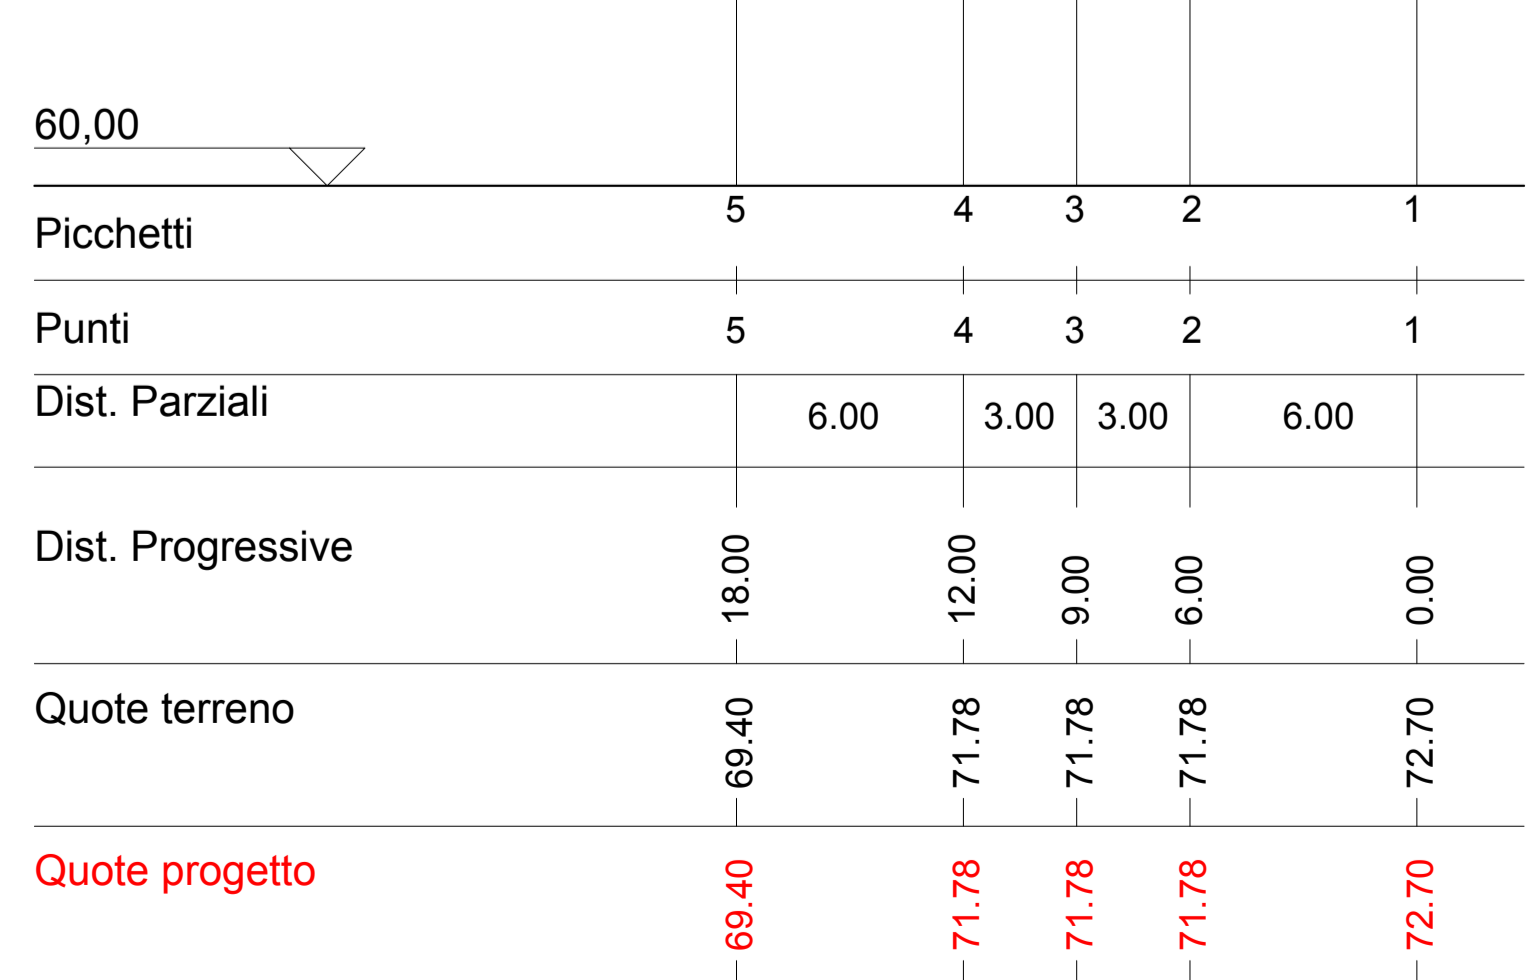 60,00
Picchetti 5 4 3 2 1
Punti 5 4 3 2 1
Dist. Parziali 6.00 3.00 3.00 6.00
Dist. Progressive 18.00 12.00 9.00 6.00 0.00
Quote terreno 69.40 71.78 71.78 71.78 72.70
Quote progetto 69.40 71.78 71.78 71.78 72.70